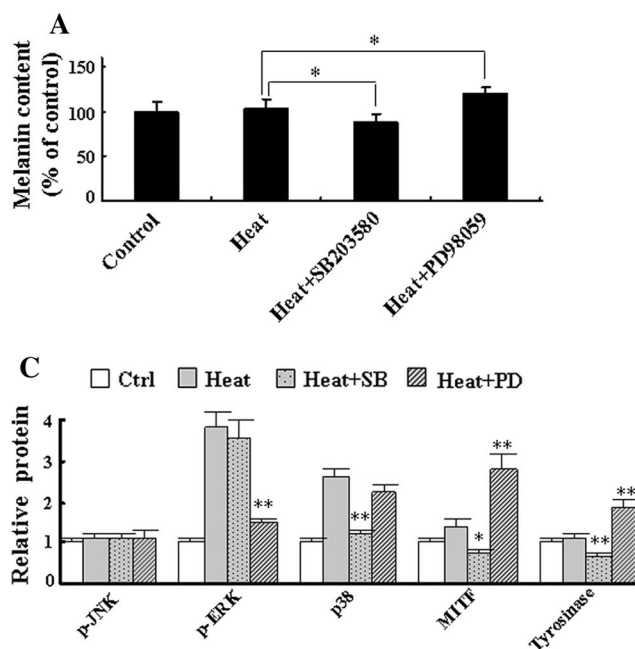 A
*
*
Melanin content
(% of control)
150
100
50
0
Control
Heat
Heat+SB203580
Heat+PD98059
C
Ctrl
Heat
Heat+SB
Heat+PD
Relative protein
4
3
2
1
0
**
**
*
**
**
**
p-JNK
p-ERK
p38
MITF
Tyrosinase